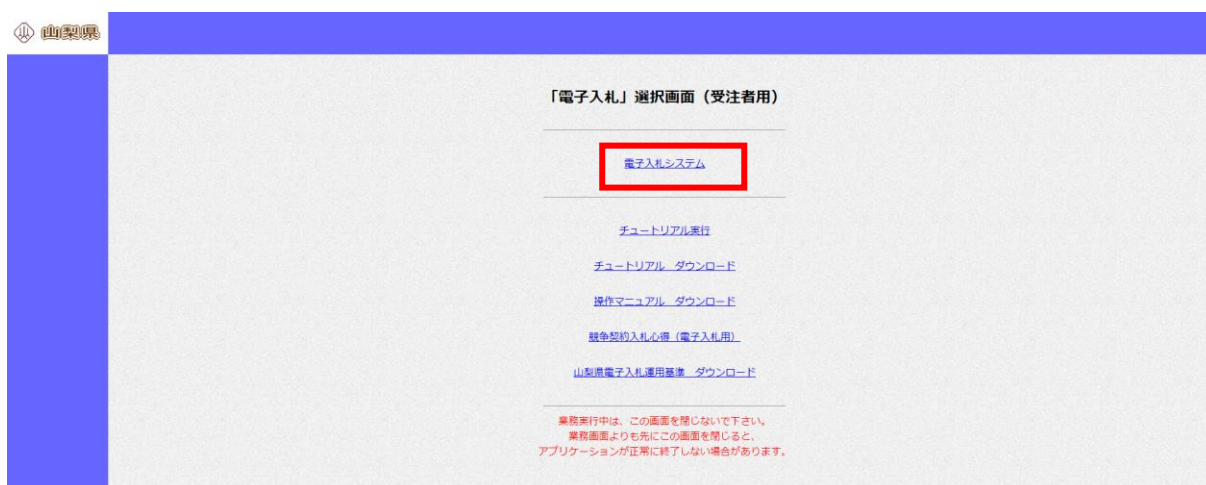 山梨県
「電子入札」選択画面（受注者用）
電子入札システム
チュートリアル実行
チュートリアル　ダウンロード
操作マニュアル　ダウンロード
競争契約入札心得（電子入札用）
山梨県電子入札運用基準　ダウンロード
業務実行中は、この画面を閉じないで下さい。
業務画面よりも先にこの画面を閉じると、
アプリケーションが正常に終了しない場合があります。